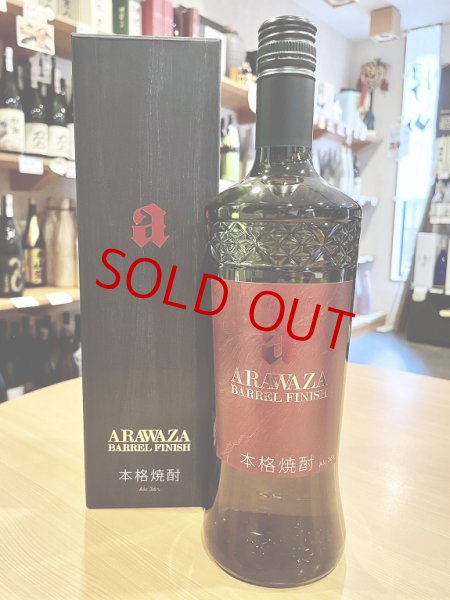 a
ARAWAZA
BARREL FINISH
本格焼酎
Alc.36%
SOLD OUT
a
ARAWAZA
BARREL FINISH
本格焼酎 Alc.36%